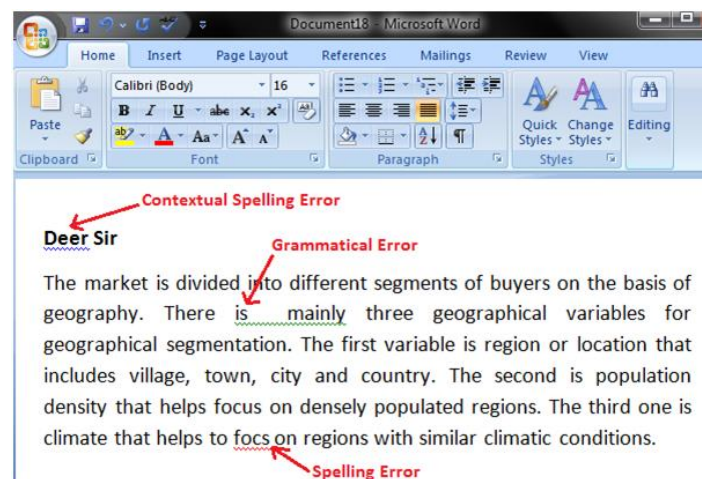 Document18 - Microsoft Word
Home Insert Page Layout References Mailings Review View
Calibri (Body) 16
Paste B I U abc x₂ x² Quick Styles Change Styles Editing
ab A Aa A A
Clipboard Font Paragraph Styles
Contextual Spelling Error
Deer Sir
Grammatical Error
The market is divided into different segments of buyers on the basis of
geography. There is mainly three geographical variables for
geographical segmentation. The first variable is region or location that
includes village, town, city and country. The second is population
density that helps focus on densely populated regions. The third one is
climate that helps to focs on regions with similar climatic conditions.
Spelling Error